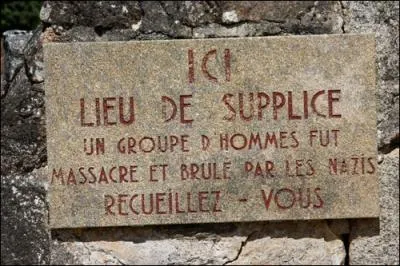 ICI
LIEU DE SUPPLICE
UN GROUPE D'HOMMES FUT
MASSACRE ET BRULE PAR LES NAZIS
RECUEILLEZ - VOUS